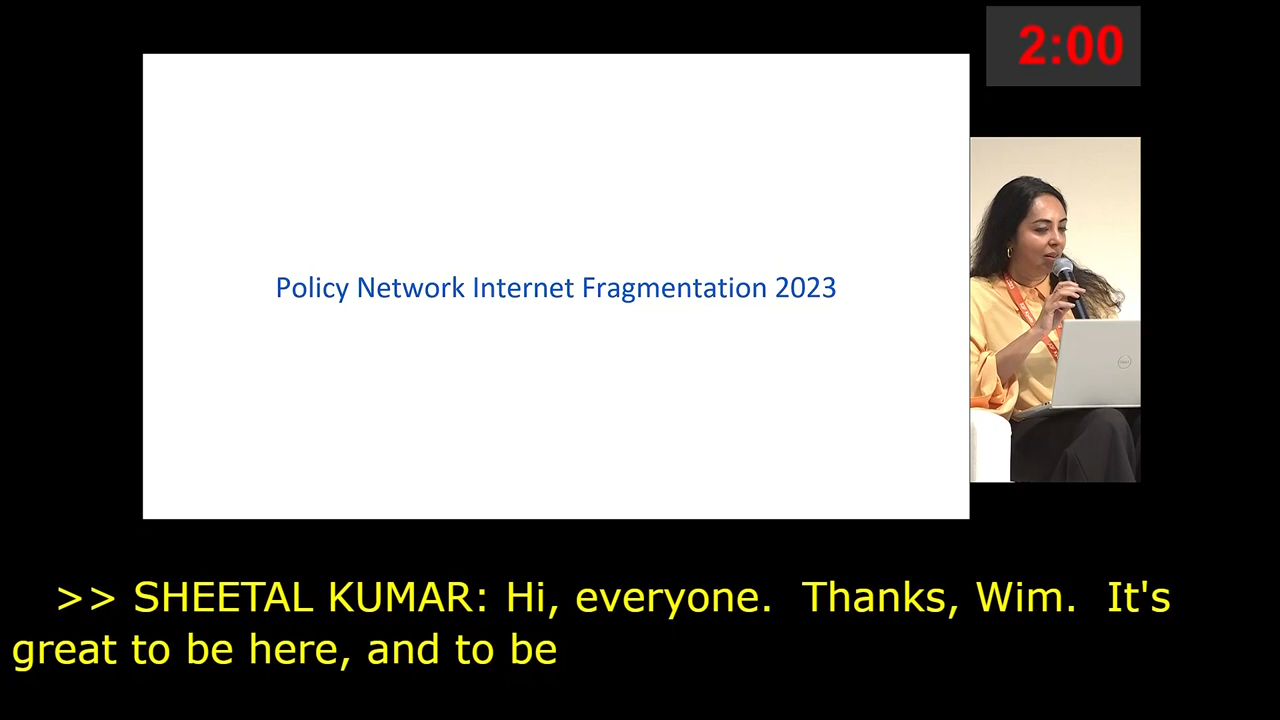 2:00
Policy Network Internet Fragmentation 2023
>> SHEETAL KUMAR: Hi, everyone.  Thanks, Wim.  It's
great to be here, and to be